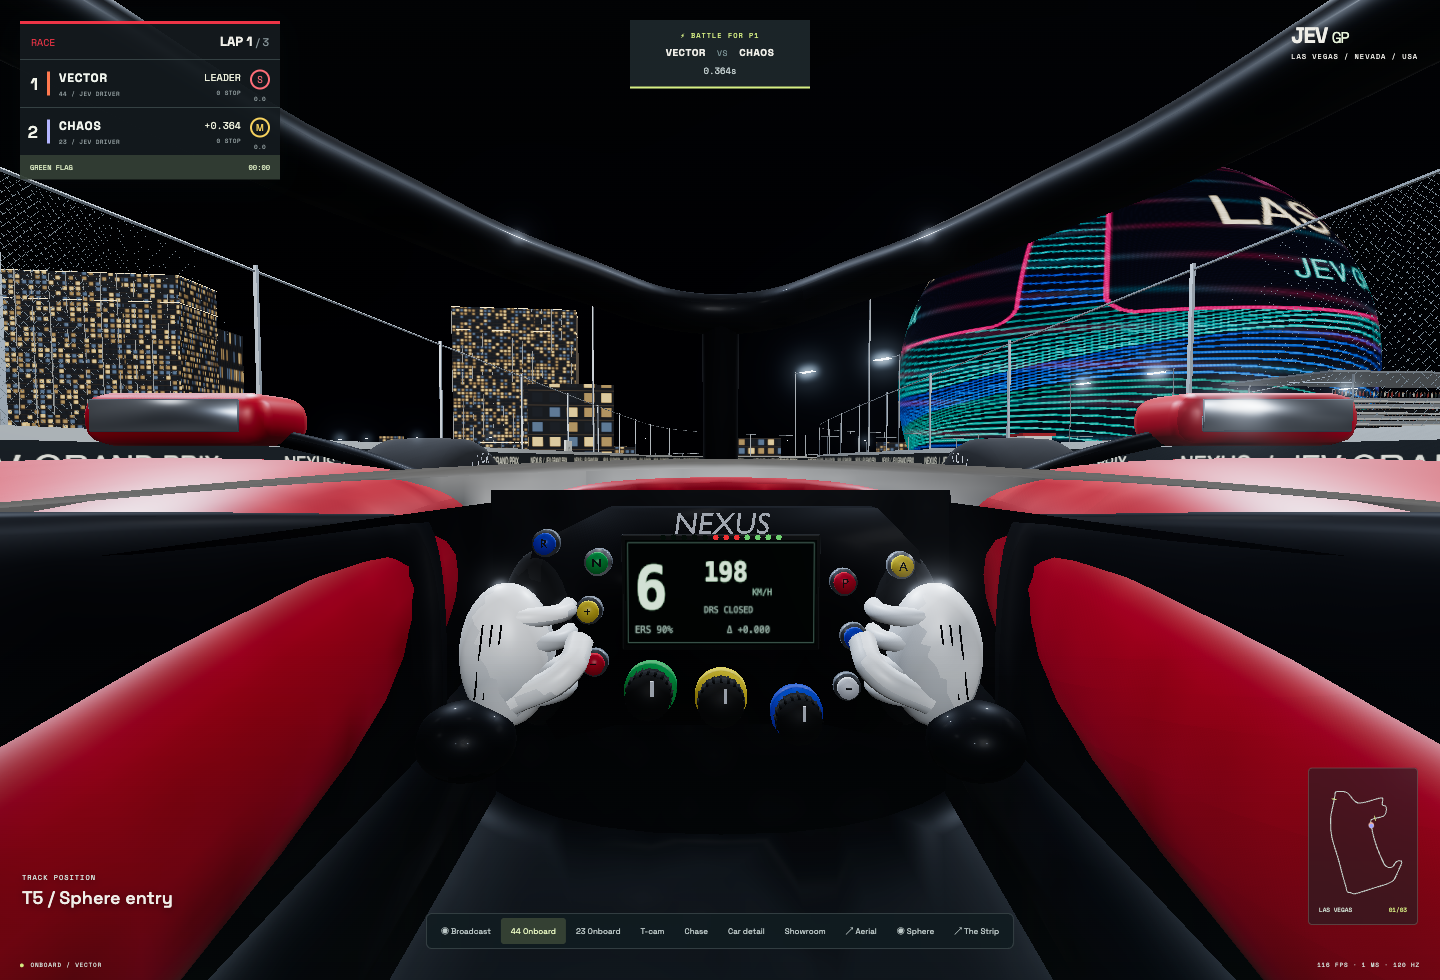 RACE
LAP 1 / 3
1 VECTOR LEADER S
44 / JEV DRIVER 0 STOP 0.0
2 CHAOS +0.364 M
23 / JEV DRIVER 0 STOP 0.0
GREEN FLAG 00:00
⚡ BATTLE FOR P1
VECTOR VS CHAOS
0.364s
JEV GP
LAS VEGAS / NEVADA / USA
LAS
JEV G
NEXUS
N
A
+
-
6 198
KM/H
DRS CLOSED
ERS 90% Δ +0.000
TRACK POSITION
T5 / Sphere entry
LAS VEGAS 01/03
◉ Broadcast 44 Onboard 23 Onboard T-cam Chase Car detail Showroom ↗ Aerial ◉ Sphere ↗ The Strip
ONBOARD / VECTOR
116 FPS · 1 MS · 120 HZ